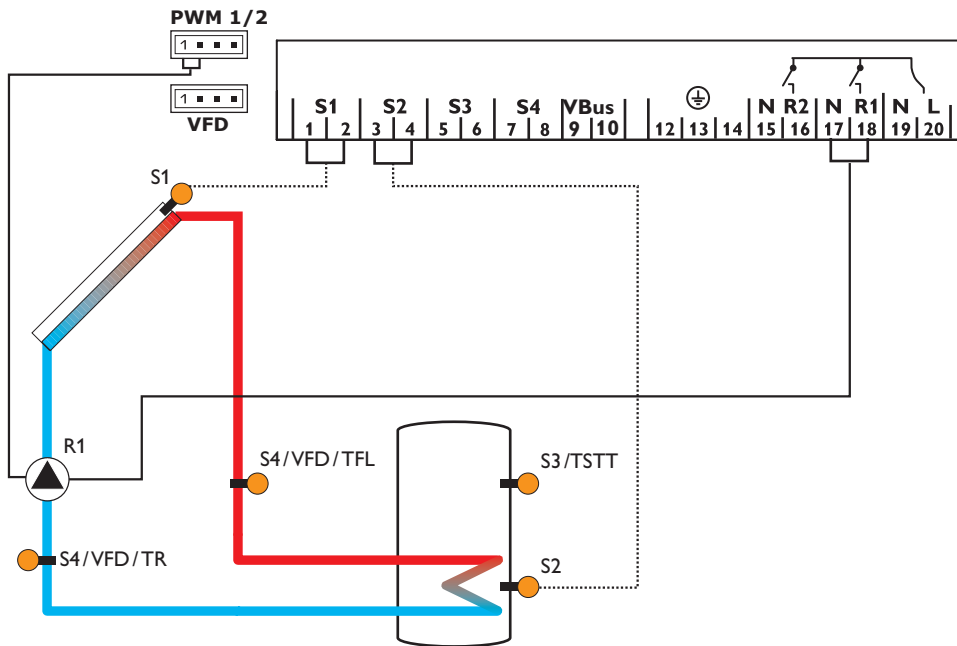 PWM 1/2
1
1
VFD
S1 S2 S3 S4 VBus N R2 N R1 N L
1 2 3 4 5 6 7 8 9 10 12 13 14 15 16 17 18 19 20
S1
R1
S4/VFD/TFL
S3/TSTT
S4/VFD/TR
S2